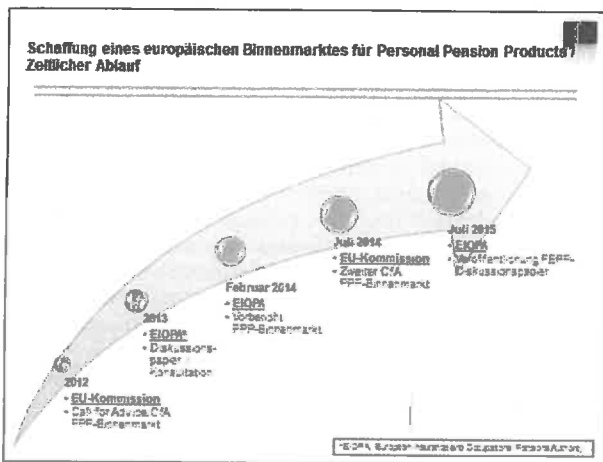 Schaffung eines europäischen Binnenmarktes für Personal Pension Products?
Zeitlicher Ablauf
2012
• EU-Kommission
• Call for Advice CfA
PPP-Binnenmarkt
2013
• EIOPA*
• Diskussions-
papier
Konsultation
Februar 2014
• EIOPA
• Vorbericht
PPP-Binnenmarkt
Juli 2014
• EU-Kommission
• Zweiter CfA
PPP-Binnenmarkt
Juli 2015
• EIOPA
• Veröffentlichung PEPP-
Diskussionspapier
*EIOPA: European Insurance Occupational Pensions Authority